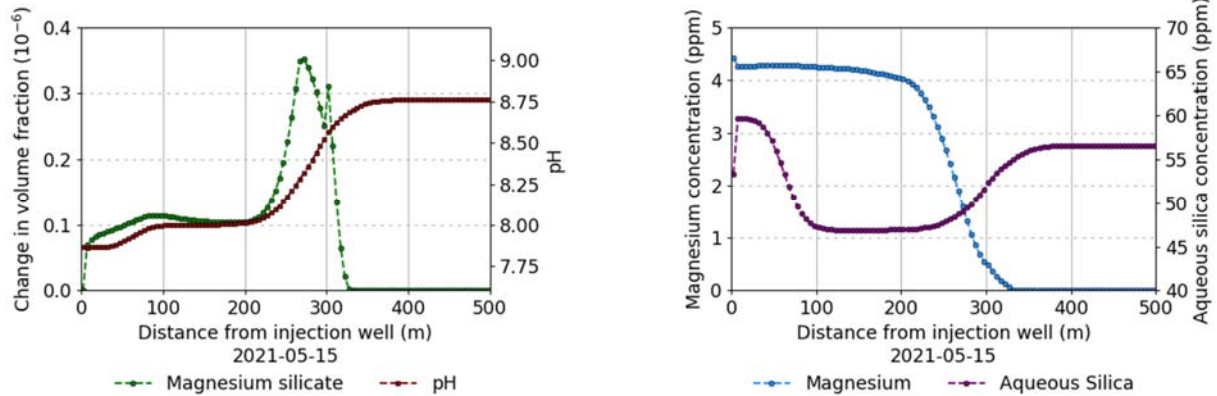 Change in volume fraction (10⁻⁶)
0.4
0.3
0.2
0.1
0.0
9.00
8.75
8.50
8.25
8.00
7.75
pH
0 100 200 300 400 500
Distance from injection well (m)
2021-05-15
Magnesium silicate pH
Magnesium concentration (ppm)
5
4
3
2
1
0
70
65
60
55
50
45
40
Aqueous silica concentration (ppm)
0 100 200 300 400 500
Distance from injection well (m)
2021-05-15
Magnesium Aqueous Silica